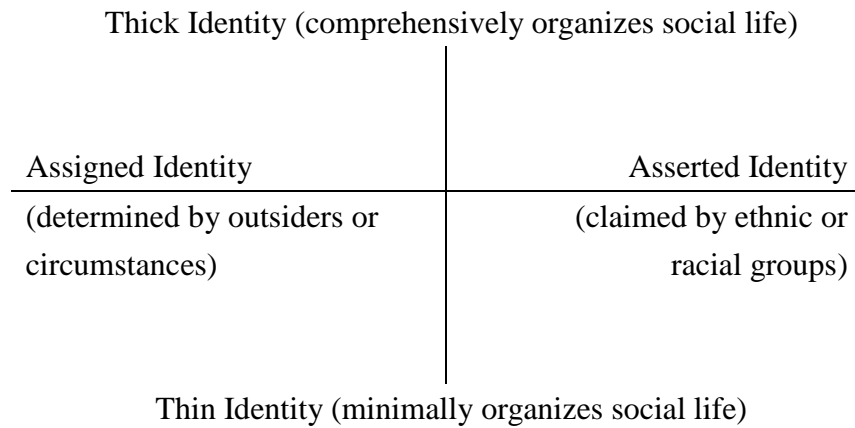 Thick Identity (comprehensively organizes social life)
Assigned Identity
Asserted Identity
(determined by outsiders or
circumstances)
(claimed by ethnic or
racial groups)
Thin Identity (minimally organizes social life)